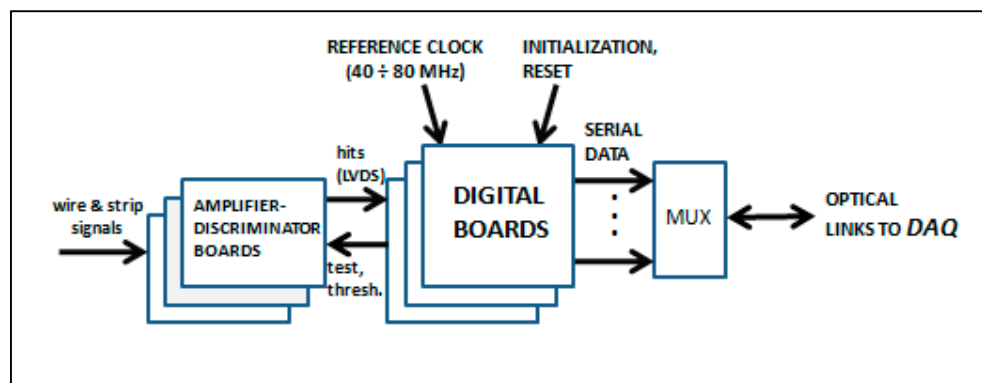 REFERENCE CLOCK
(40 ÷ 80 MHz)
INITIALIZATION,
RESET
SERIAL
DATA
hits
(LVDS)
wire & strip
signals
AMPLIFIER-
DISCRIMINATOR
BOARDS
test,
thresh.
DIGITAL
BOARDS
MUX
OPTICAL
LINKS TO DAQ